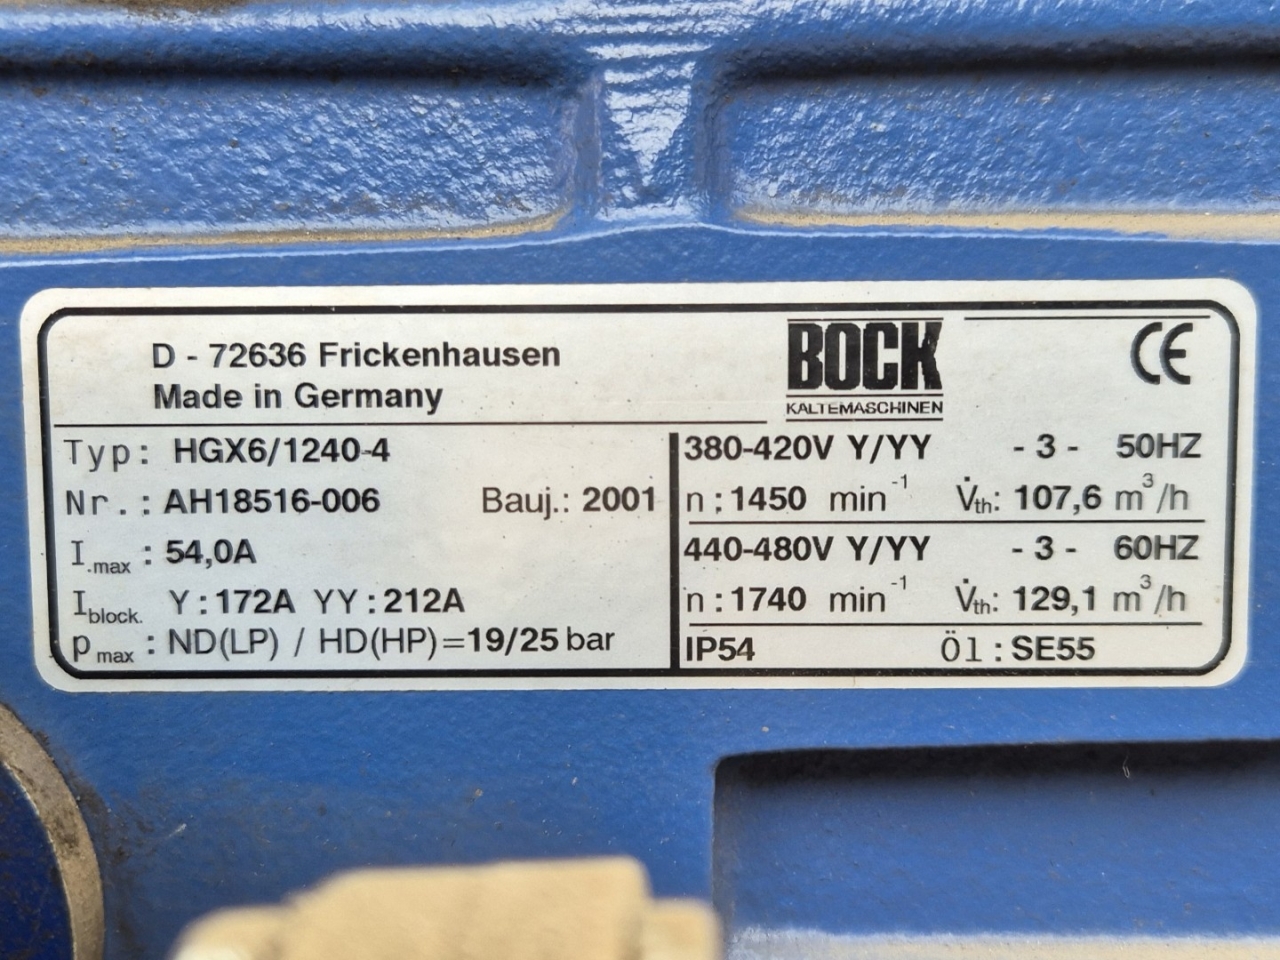 D - 72636 Frickenhausen
Made in Germany
BOCK
KALTEMASCHINEN
CE
Typ: HGX6/1240-4
Nr.: AH18516-006 Bauj.: 2001
I.max : 54,0A
Iblock. Y:172A YY:212A
pmax : ND(LP) / HD(HP)=19/25 bar
380-420V Y/YY - 3 - 50HZ
n:1450 min⁻¹ V̇th: 107,6 m³/h
440-480V Y/YY - 3 - 60HZ
n:1740 min⁻¹ V̇th: 129,1 m³/h
IP54 Öl:SE55